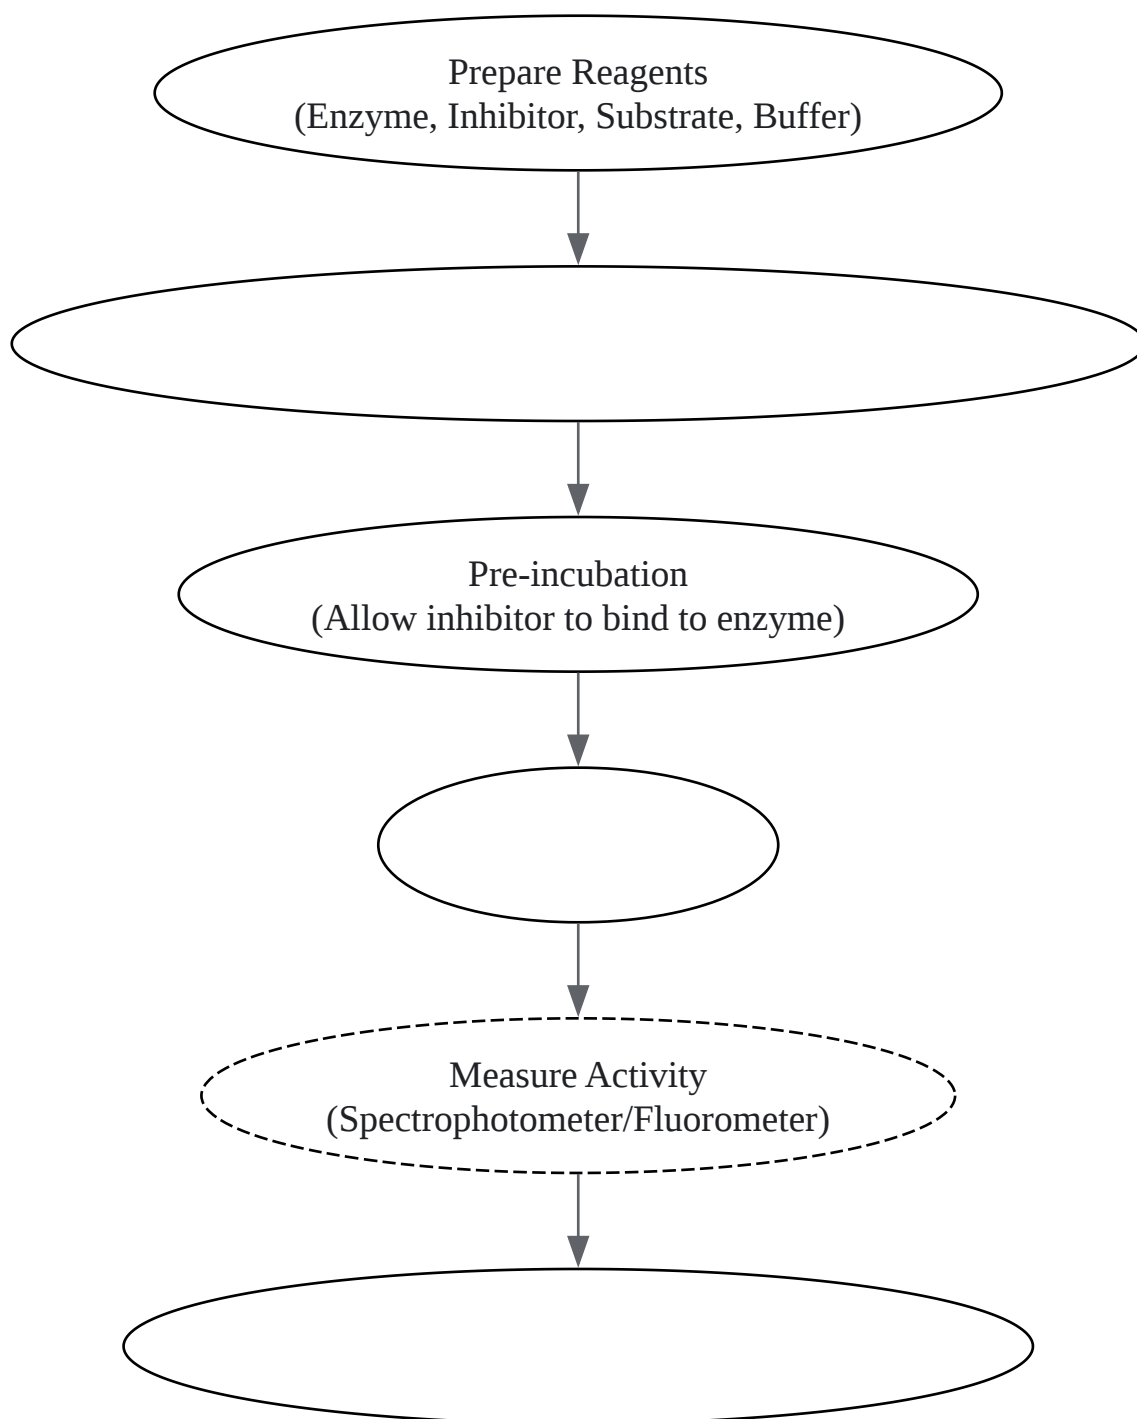 Prepare Reagents
(Enzyme, Inhibitor, Substrate, Buffer)
Pre-incubation
(Allow inhibitor to bind to enzyme)
Measure Activity
(Spectrophotometer/Fluorometer)